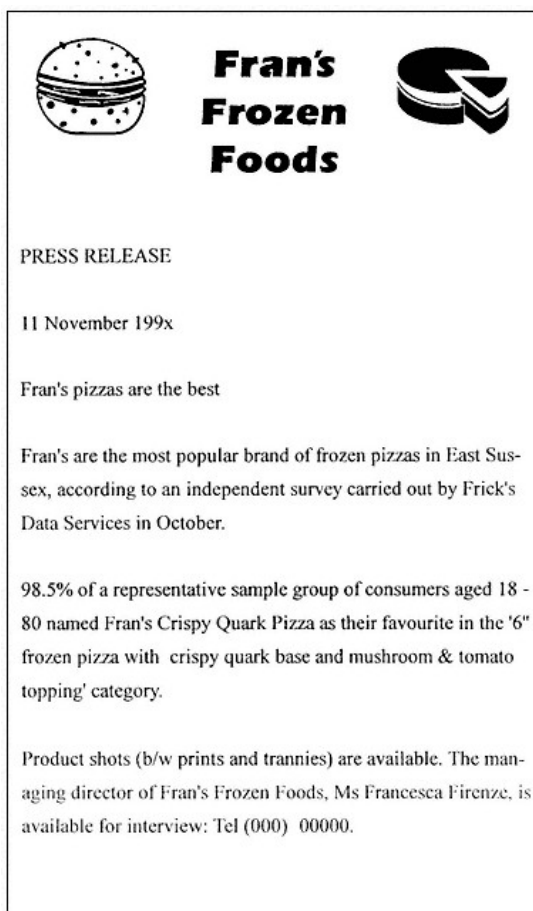 Fran's
Frozen
Foods
PRESS RELEASE
11 November 199x
Fran's pizzas are the best
Fran's are the most popular brand of frozen pizzas in East Sus-
sex, according to an independent survey carried out by Frick's
Data Services in October.
98.5% of a representative sample group of consumers aged 18 -
80 named Fran's Crispy Quark Pizza as their favourite in the '6"
frozen pizza with  crispy quark base and mushroom & tomato
topping' category.
Product shots (b/w prints and trannies) are available. The man-
aging director of Fran's Frozen Foods, Ms Francesca Firenze, is
available for interview: Tel (000)  00000.